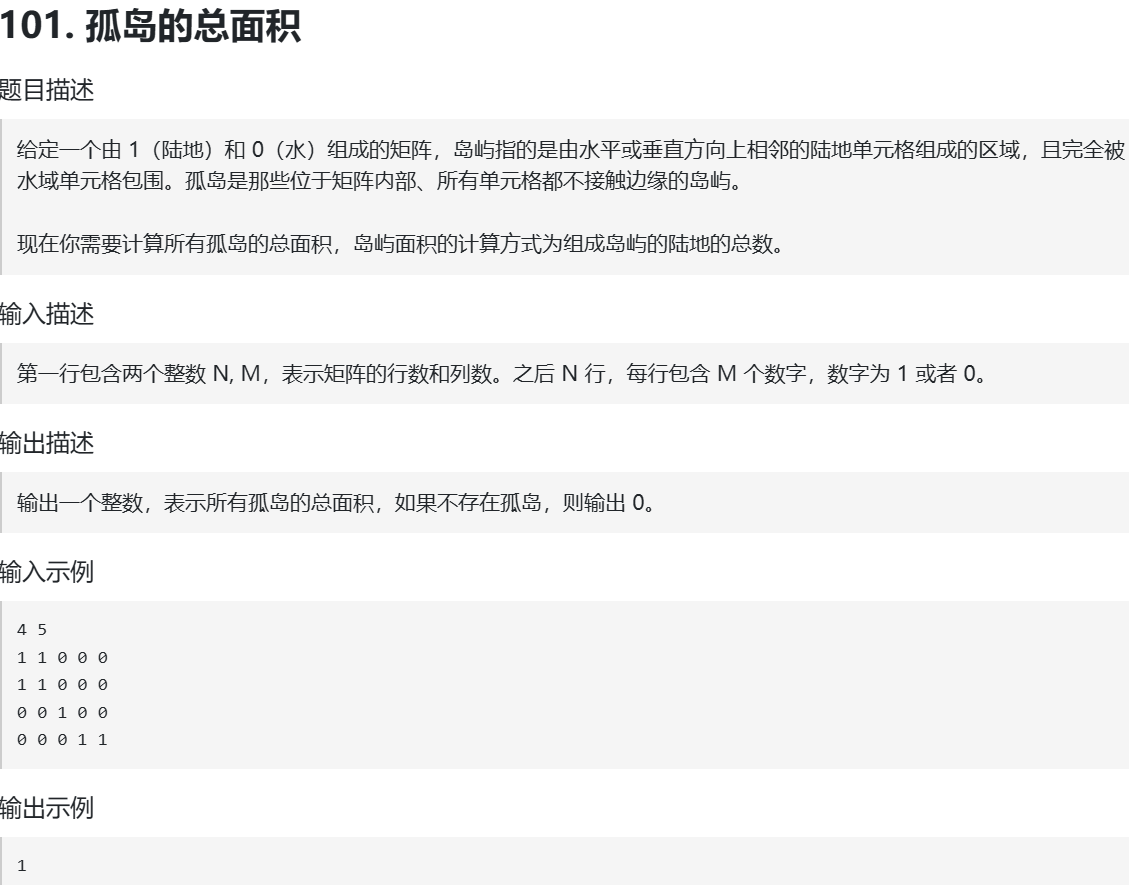 101. 孤岛的总面积
题目描述
给定一个由 1（陆地）和 0（水）组成的矩阵，岛屿指的是由水平或垂直方向上相邻的陆地单元格组成的区域，且完全被
水域单元格包围。孤岛是那些位于矩阵内部、所有单元格都不接触边缘的岛屿。
现在你需要计算所有孤岛的总面积，岛屿面积的计算方式为组成岛屿的陆地的总数。
输入描述
第一行包含两个整数 N, M，表示矩阵的行数和列数。之后 N 行，每行包含 M 个数字，数字为 1 或者 0。
输出描述
输出一个整数，表示所有孤岛的总面积，如果不存在孤岛，则输出 0。
输入示例
4 5
1 1 0 0 0
1 1 0 0 0
0 0 1 0 0
0 0 0 1 1
输出示例
1